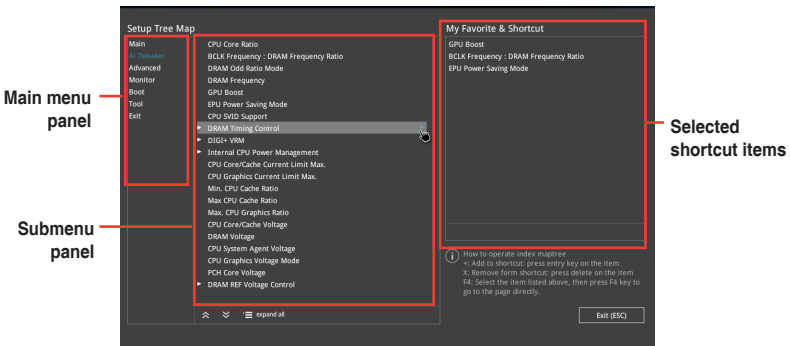 Setup Tree Map
My Favorite & Shortcut
Main
AI Tweaker
Advanced
Monitor
Boot
Tool
Exit
CPU Core Ratio
BCLK Frequency : DRAM Frequency Ratio
DRAM Odd Ratio Mode
DRAM Frequency
GPU Boost
EPU Power Saving Mode
CPU SVID Support
DRAM Timing Control
DIGI+ VRM
Internal CPU Power Management
CPU Core/Cache Current Limit Max.
CPU Graphics Current Limit Max.
Min. CPU Cache Ratio
Max CPU Cache Ratio
Max. CPU Graphics Ratio
CPU Core/Cache Voltage
DRAM Voltage
CPU System Agent Voltage
CPU Graphics Voltage Mode
PCH Core Voltage
DRAM REF Voltage Control
expand all
GPU Boost
BCLK Frequency : DRAM Frequency Ratio
EPU Power Saving Mode
How to operate index maptree
+: Add to shortcut: press entry key on the item
X: Remove form shortcut: press delete on the item
F4: Select the item listed above, then press F4 key to
go to the page directly.
Exit (ESC)
Main menu
panel
Submenu
panel
Selected
shortcut items